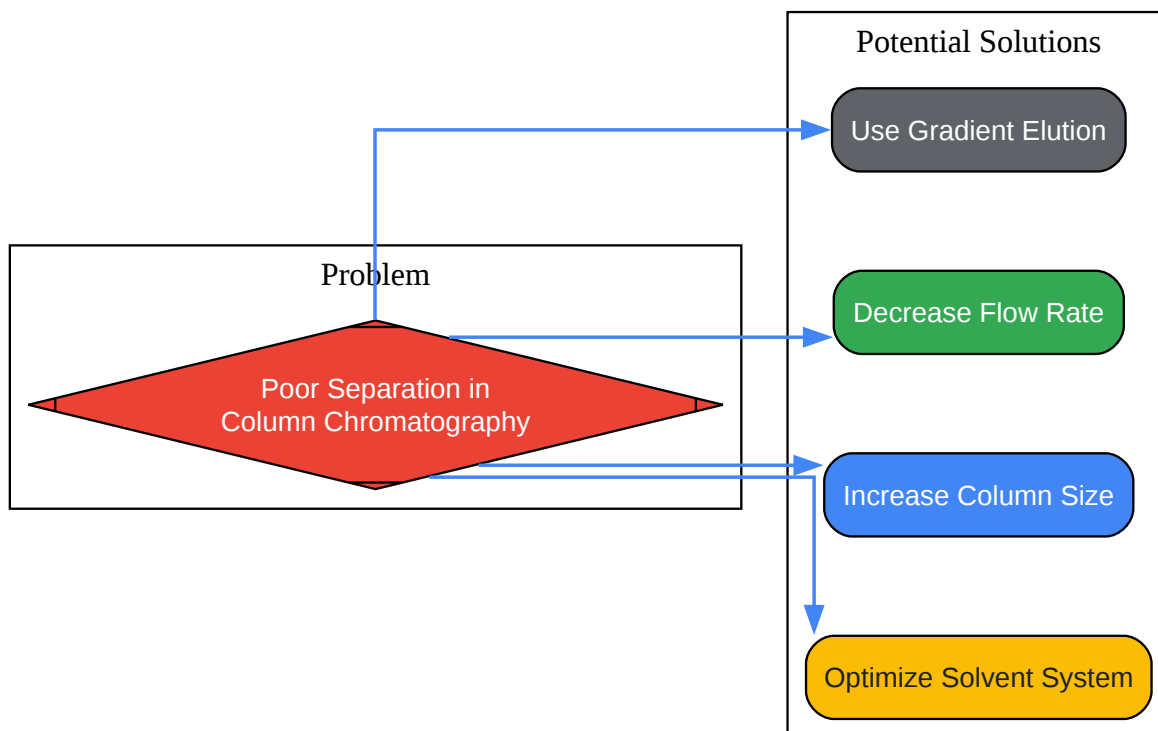 Potential Solutions
Use Gradient Elution
Problem
Decrease Flow Rate
Poor Separation in
Column Chromatography
Increase Column Size
Optimize Solvent System